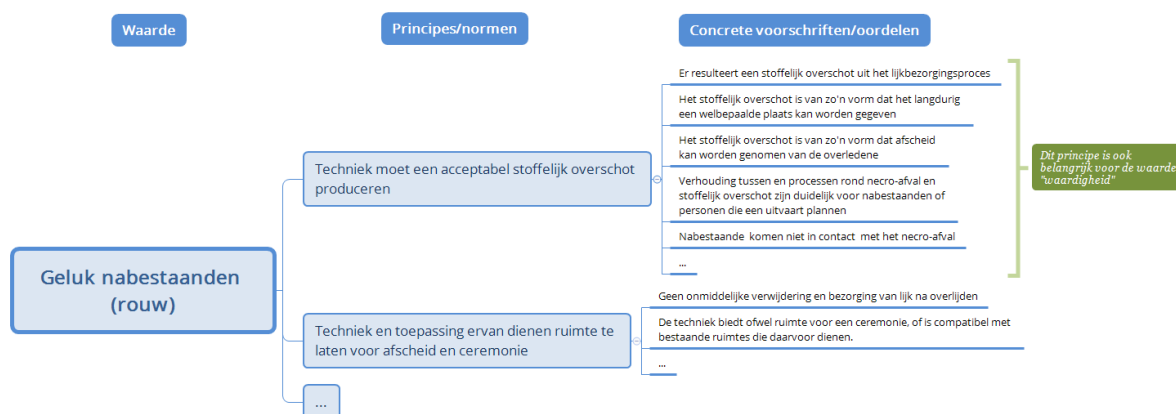 Waarde
Principes/normen
Concrete voorschriften/oordelen
Er resulteert een stoffelijk overschot uit het lijkbezorgingsproces
Het stoffelijk overschot is van zo'n vorm dat het langdurig
een welbepaalde plaats kan worden gegeven
Het stoffelijk overschot is van zo'n vorm dat afscheid
kan worden genomen van de overledene
Techniek moet een acceptabel stoffelijk overschot
produceren
Verhouding tussen en processen rond necro-afval en
stoffelijk overschot zijn duidelijk voor nabestaanden of
personen die een uitvaart plannen
Nabestaande komen niet in contact met het necro-afval
...
Dit principe is ook
belangrijk voor de waarde
"waardigheid"
Geluk nabestaanden
(rouw)
Geen onmiddelijke verwijdering en bezorging van lijk na overlijden
Techniek en toepassing ervan dienen ruimte te
laten voor afscheid en ceremonie
De techniek biedt ofwel ruimte voor een ceremonie, of is compatibel met
bestaande ruimtes die daarvoor dienen.
...
...